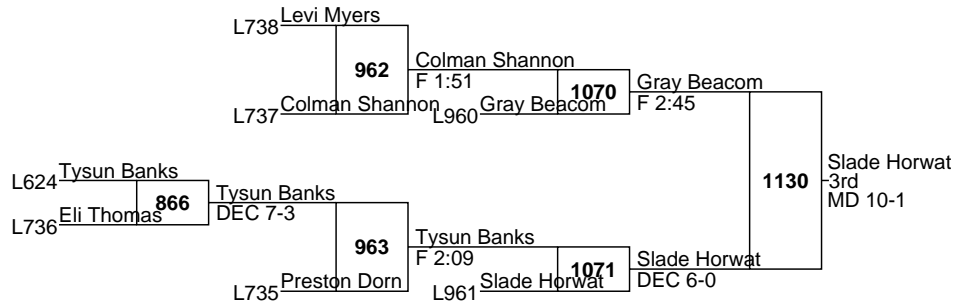 L738 Levi Myers
962
Colman Shannon
F 1:51
L737 Colman Shannon
L960 Gray Beacom
1070
Gray Beacom
F 2:45
L624 Tysun Banks
866
L736 Eli Thomas
Tysun Banks
DEC 7-3
963
L735 Preston Dorn
Tysun Banks
F 2:09
L961 Slade Horwat
1071
Slade Horwat
DEC 6-0
1130
Slade Horwat
3rd
MD 10-1